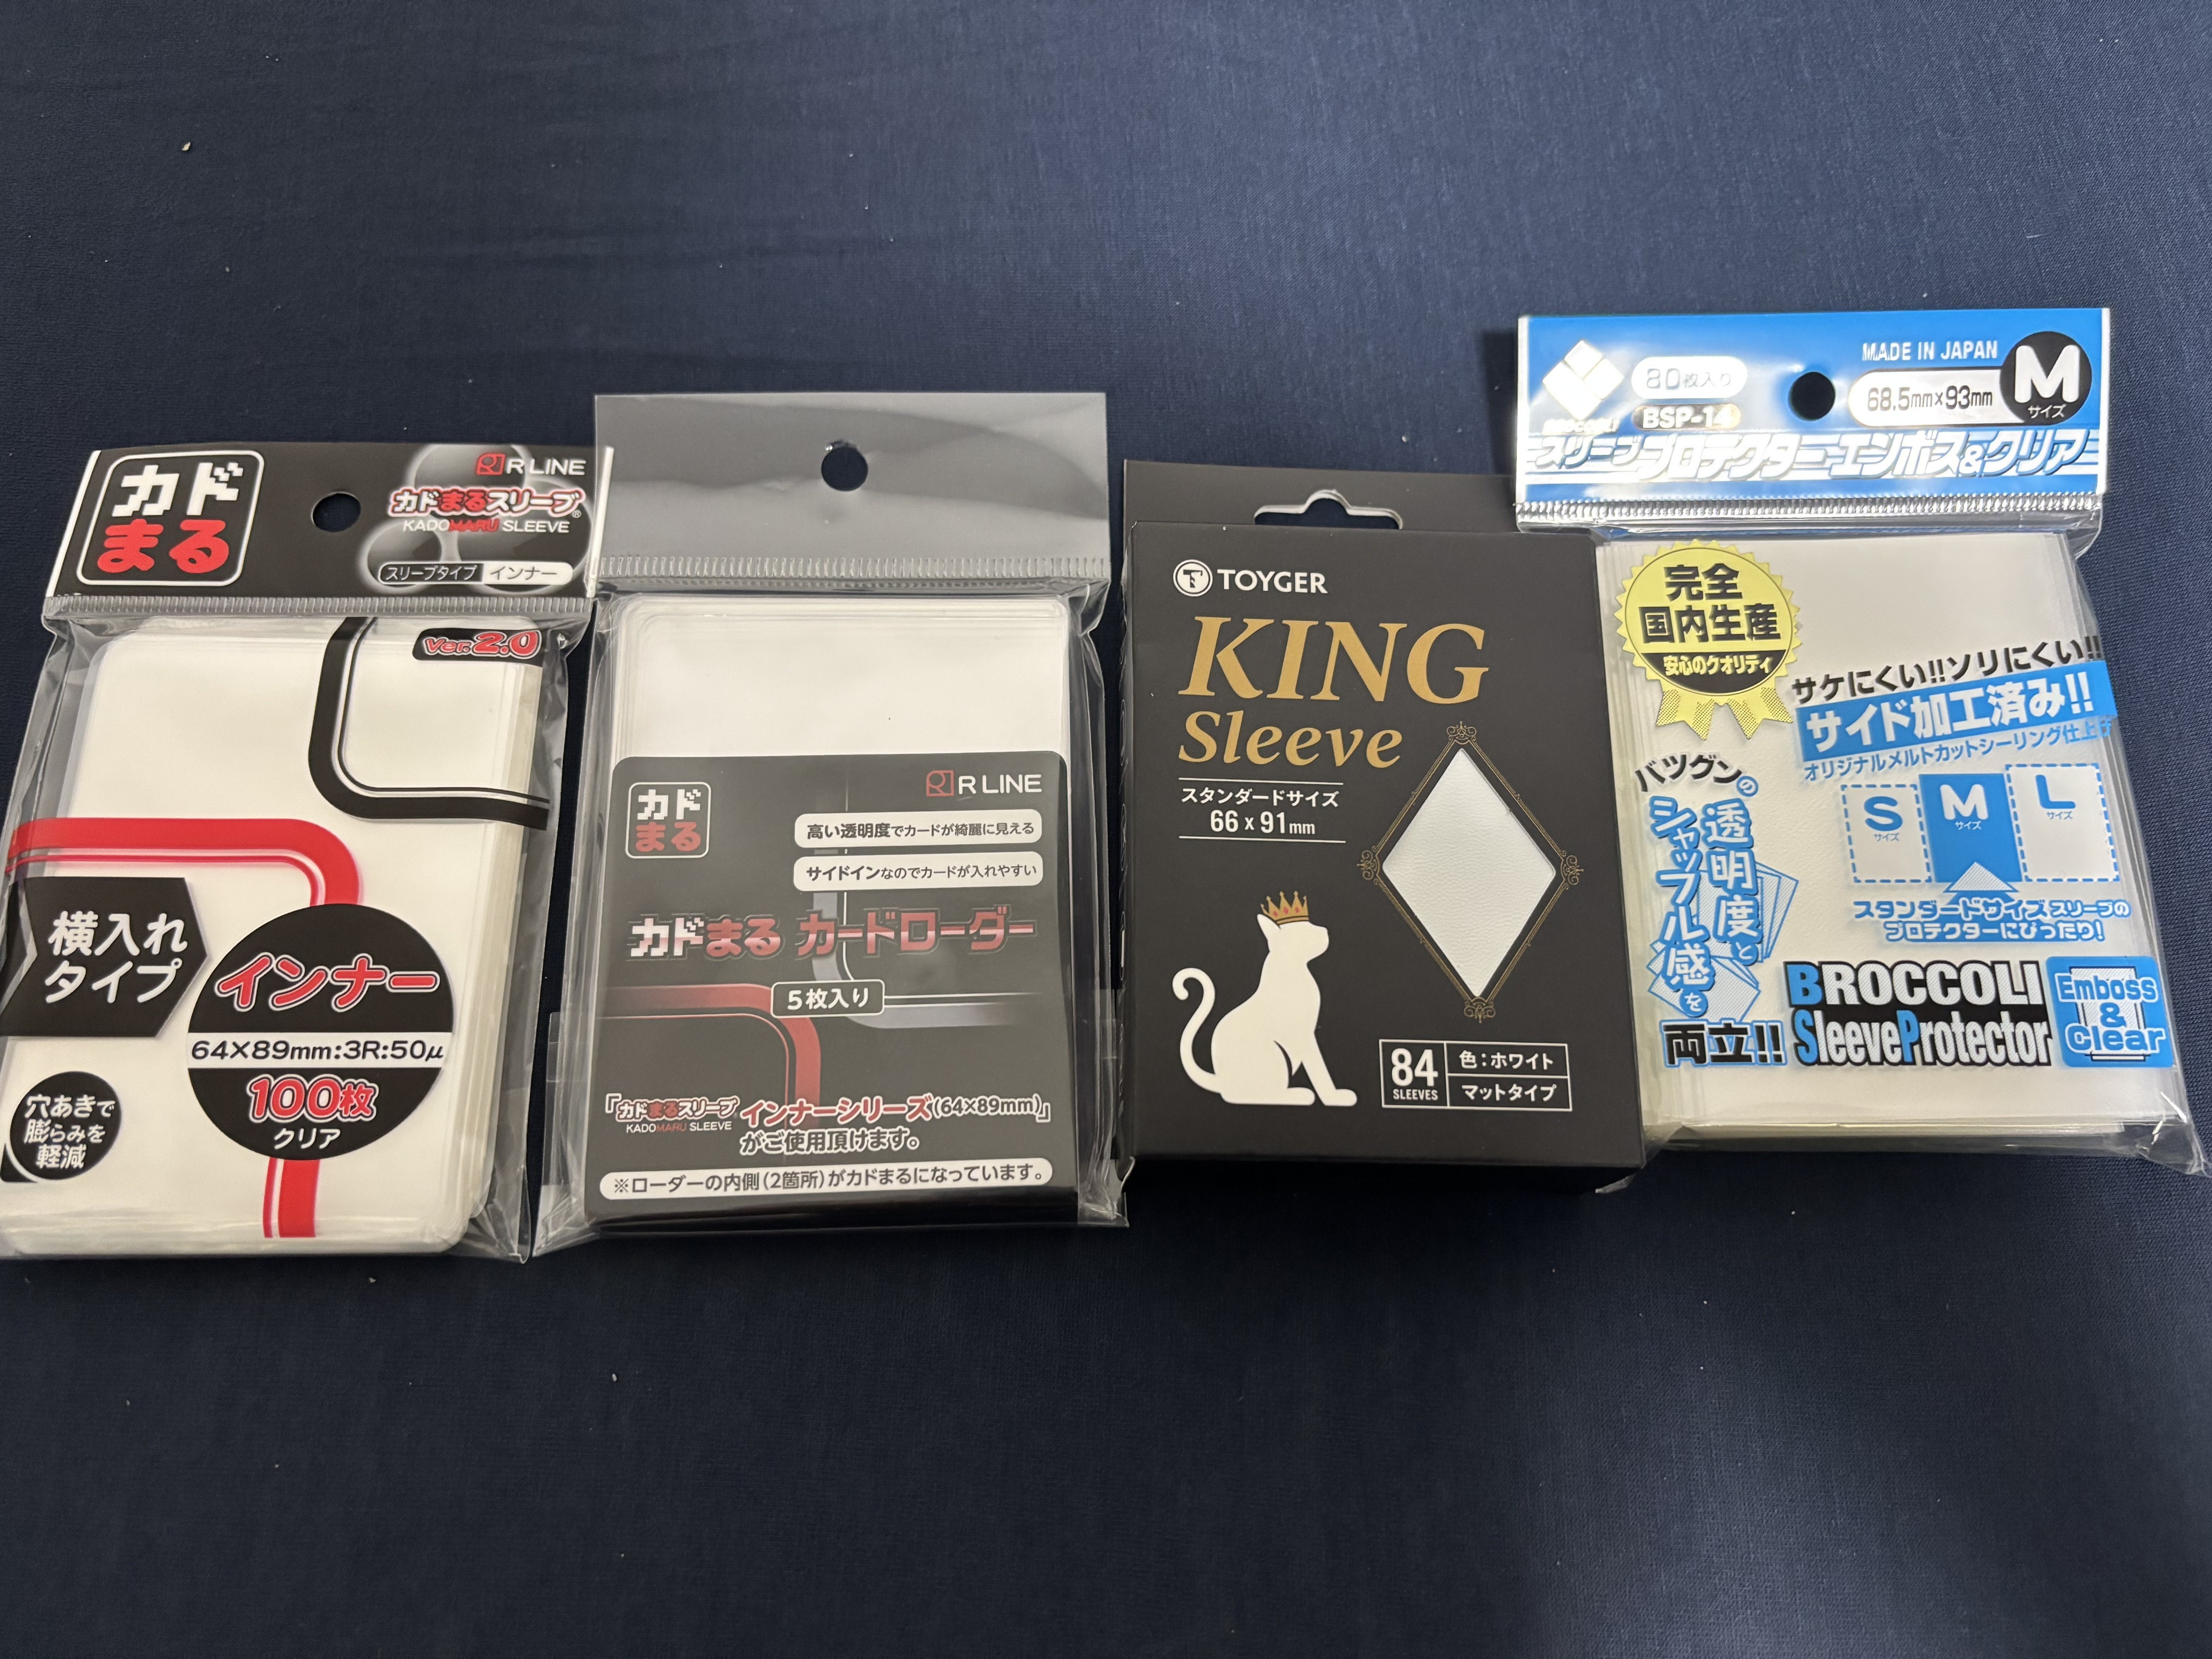 カド
まる
R LINE
カドまるスリーブ®
KADOMARU SLEEVE
スリーブタイプ インナー
Ver.2.0
横入れ
タイプ
インナー
64×89mm:3R:50μ
100枚
クリア
穴あきで
膨らみを
軽減
カド
まる
R LINE
高い透明度でカードが綺麗に見える
サイドインなのでカードが入れやすい
カドまる カードローダー
5枚入り
「カドまるスリーブ インナーシリーズ(64×89mm)」
KADOMARU SLEEVE
がご使用頂けます。
※ローダーの内側(2箇所)がカドまるになっています。
TOYGER
KING
Sleeve
スタンダードサイズ
66 x 91mm
84
SLEEVES
色:ホワイト
マットタイプ
80枚入り
BSP-14
BROCCOLI
MADE IN JAPAN
68.5mm×93mm
M
サイズ
スリーブプロテクターエンボス&クリア
完全
国内生産
安心のクオリティ
サケにくい!!ソリにくい!!
サイド加工済み!!
オリジナルメルトカットシーリング仕上げ
バツグンの
透明度と
シャッフル感を
両立!!
S
サイズ
M
サイズ
L
サイズ
スタンダードサイズスリーブの
プロテクターにぴったり!
BROCCOLI
SleeveProtector
Emboss
&
Clear